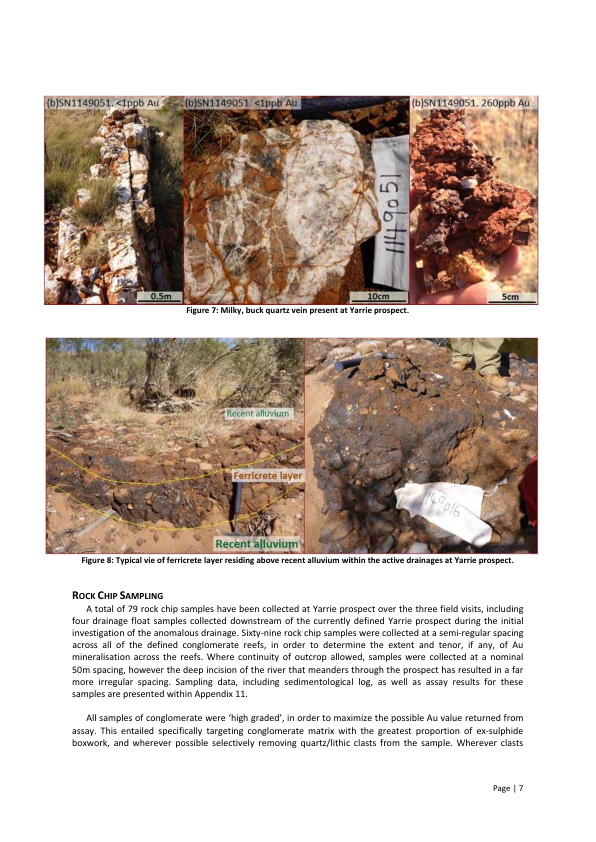 (b)SN1149051. <1ppb Au
(b)SN1149051. <1ppb Au
(b)SN1149051. 260ppb Au
1149051
0.5m
10cm
5cm
Figure 7: Milky, buck quartz vein present at Yarrie prospect.
Recent alluvium
Ferricrete layer
Recent alluvium
1149016
Figure 8: Typical vie of ferricrete layer residing above recent alluvium within the active drainages at Yarrie prospect.
ROCK CHIP SAMPLING
A total of 79 rock chip samples have been collected at Yarrie prospect over the three field visits, including
four drainage float samples collected downstream of the currently defined Yarrie prospect during the initial
investigation of the anomalous drainage. Sixty-nine rock chip samples were collected at a semi-regular spacing
across all of the defined conglomerate reefs, in order to determine the extent and tenor, if any, of Au
mineralisation across the reefs. Where continuity of outcrop allowed, samples were collected at a nominal
50m spacing, however the deep incision of the river that meanders through the prospect has resulted in a far
more irregular spacing. Sampling data, including sedimentological log, as well as assay results for these
samples are presented within Appendix 11.
All samples of conglomerate were ‘high graded’, in order to maximize the possible Au value returned from
assay. This entailed specifically targeting conglomerate matrix with the greatest proportion of ex-sulphide
boxwork, and wherever possible selectively removing quartz/lithic clasts from the sample. Wherever clasts
Page | 7